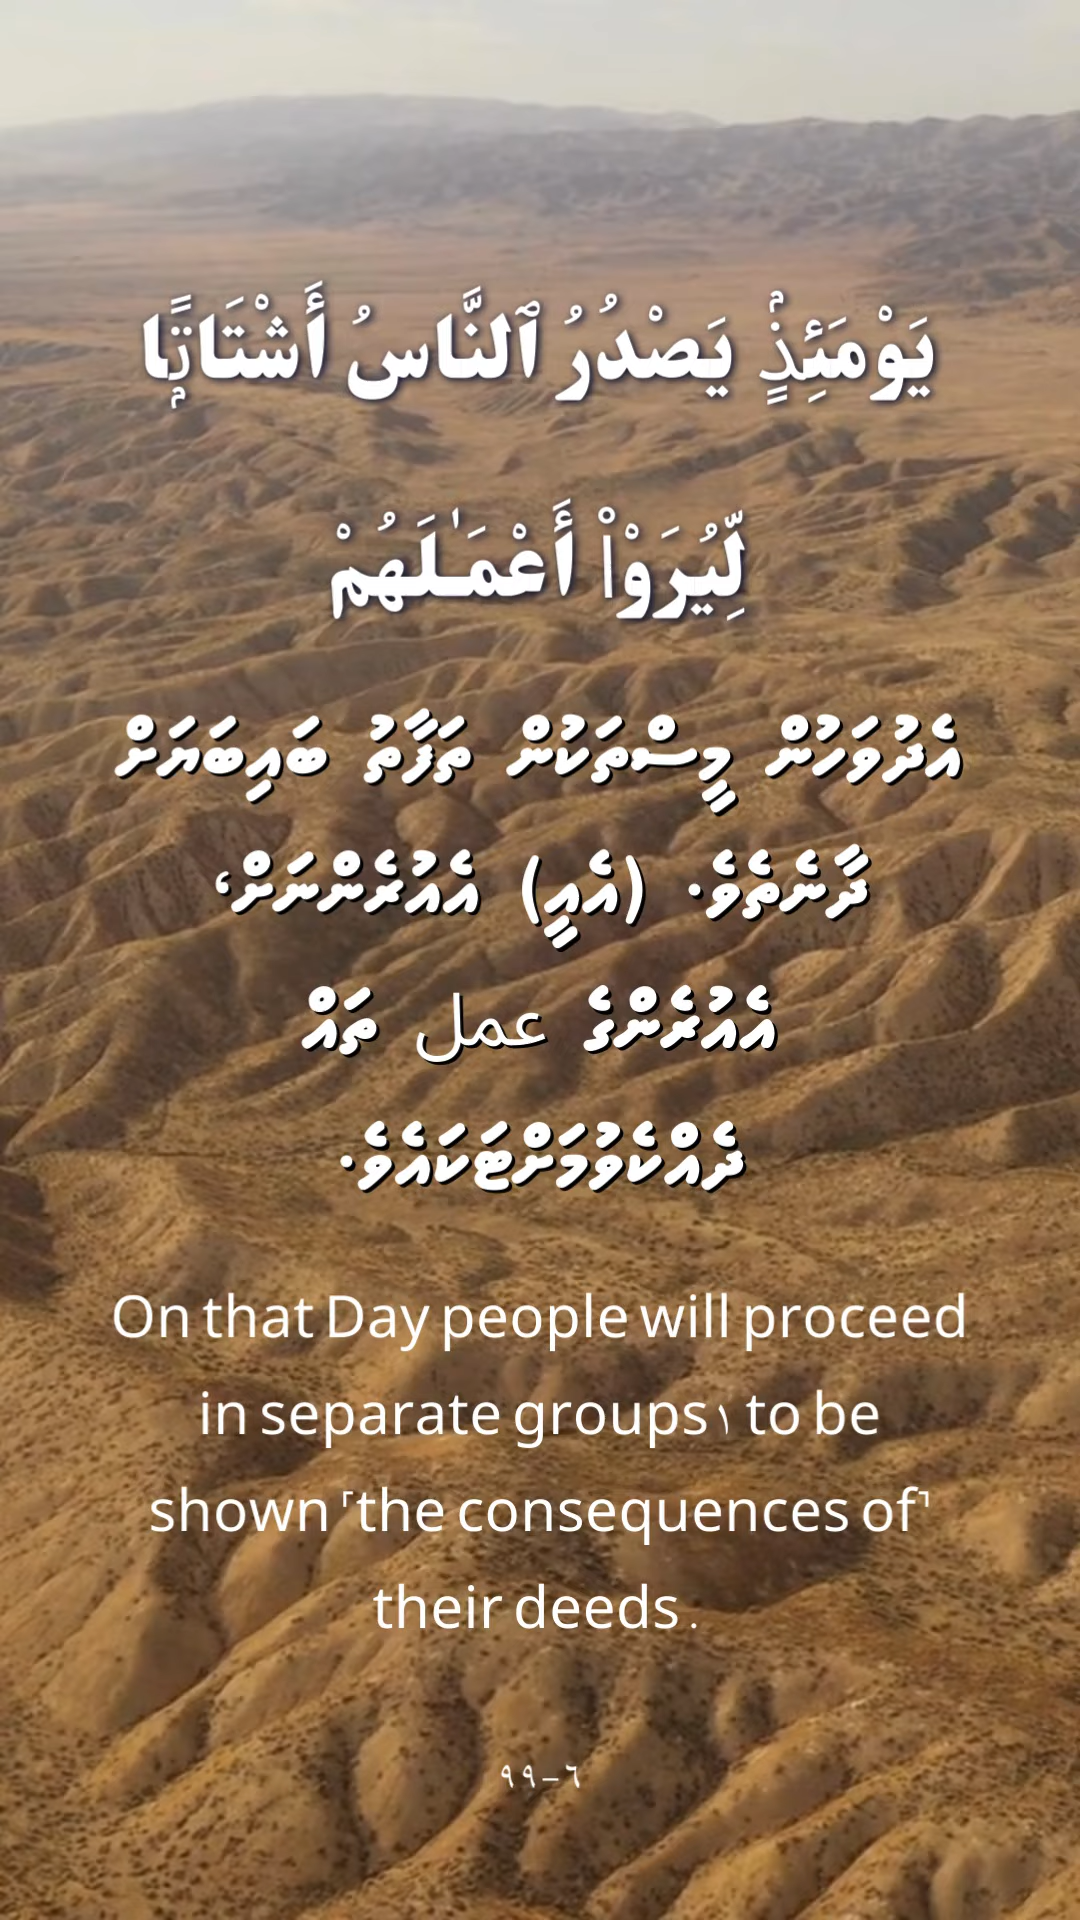 يَوْمَئِذٍۢ يَصْدُرُ ٱلنَّاسُ أَشْتَاتًۭا
لِّيُرَوْا۟ أَعْمَـٰلَهُمْ
އެދުވަހުން މީސްތަކުން ތަފާތު ބައިބަޔަށް
ދާނެތެވެ. (އެއީ) އެއުރެންނަށް،
އެއުރެންގެ عمل ތައް
ދެއްކެވުމަށްޓަކައެވެ.
On that Day people will proceed
in separate groups١ to be
shown ˹the consequences of˺
their deeds .
٩٩-٦